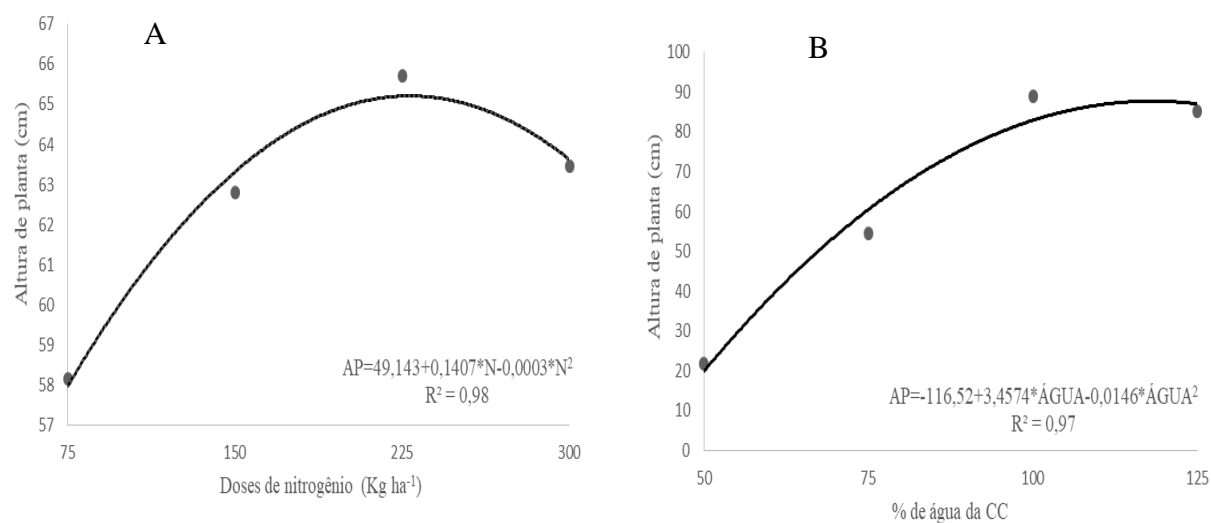 A
Altura de planta (cm)
67
66
65
64
63
62
61
60
59
58
57
75 150 225 300
Doses de nitrogênio (Kg ha⁻¹)
AP=49,143+0,1407*N-0,0003*N²
R² = 0,98
B
Altura de planta (cm)
100
90
80
70
60
50
40
30
20
10
0
50 75 100 125
% de água da CC
AP=-116,52+3,4574*ÁGUA-0,0146*ÁGUA²
R² = 0,97